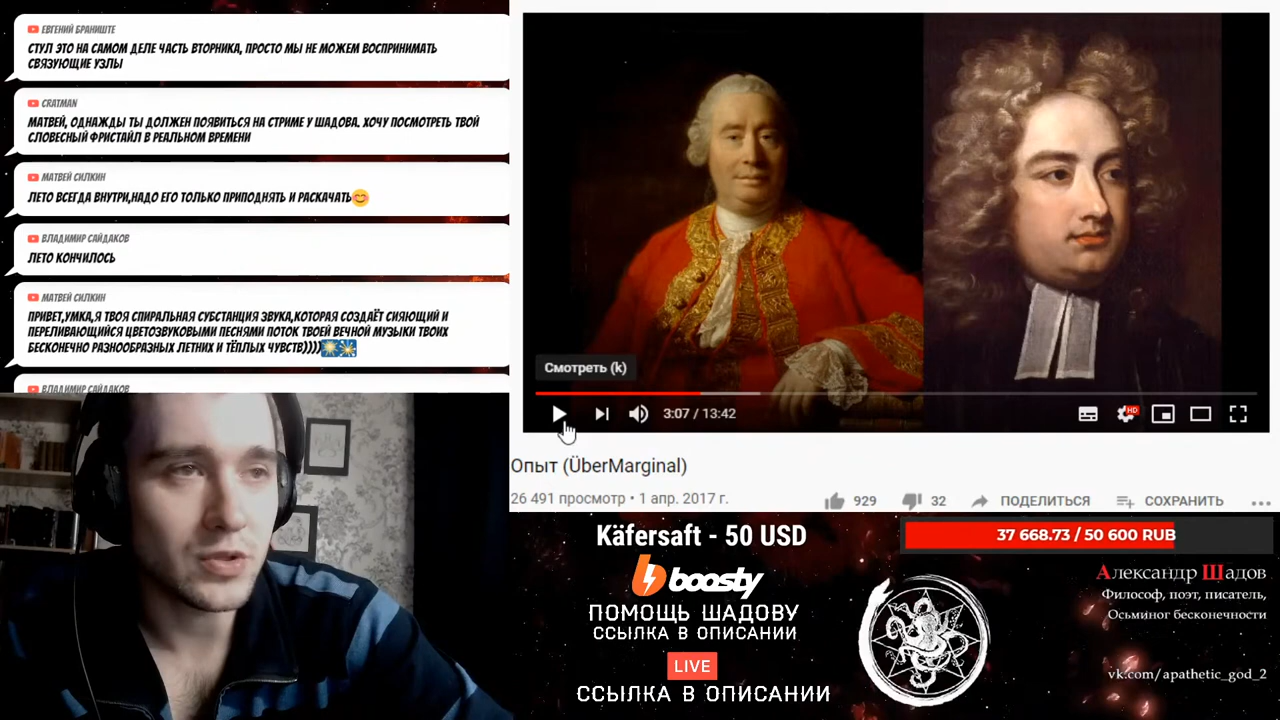 ЕВГЕНИЙ БРАНИШТЕ
СТУЛ ЭТО НА САМОМ ДЕЛЕ ЧАСТЬ ВТОРНИКА, ПРОСТО МЫ НЕ МОЖЕМ ВОСПРИНИМАТЬ
СВЯЗУЮЩИЕ УЗЛЫ
CRATMAN
МАТВЕЙ, ОДНАЖДЫ ТЫ ДОЛЖЕН ПОЯВИТЬСЯ НА СТРИМЕ У ШАДОВА. ХОЧУ ПОСМОТРЕТЬ ТВОЙ
СЛОВЕСНЫЙ ФРИСТАЙЛ В РЕАЛЬНОМ ВРЕМЕНИ
МАТВЕЙ СИЛКИН
ЛЕТО ВСЕГДА ВНУТРИ,НАДО ЕГО ТОЛЬКО ПРИПОДНЯТЬ И РАСКАЧАТЬ😊
ВЛАДИМИР САЙДАКОВ
ЛЕТО КОНЧИЛОСЬ
МАТВЕЙ СИЛКИН
ПРИВЕТ,УМКА,Я ТВОЯ СПИРАЛЬНАЯ СУБСТАНЦИЯ ЗВУКА,КОТОРАЯ СОЗДАЁТ СИЯЮЩИЙ И
ПЕРЕЛИВАЮЩИЙСЯ ЦВЕТОЗВУКОВЫМИ ПЕСНЯМИ ПОТОК ТВОЕЙ ВЕЧНОЙ МУЗЫКИ ТВОИХ
БЕСКОНЕЧНО РАЗНООБРАЗНЫХ ЛЕТНИХ И ТЁПЛЫХ ЧУВСТВ))))
ВЛАДИМИР САЙДАКОВ
Смотреть (k)
3:07 / 13:42
HD
Опыт (ÜberMarginal)
26 491 просмотр • 1 апр. 2017 г.
929
32
ПОДЕЛИТЬСЯ
СОХРАНИТЬ
Käfersaft - 50 USD
boosty
ПОМОЩЬ ШАДОВУ
ССЫЛКА В ОПИСАНИИ
LIVE
ССЫЛКА В ОПИСАНИИ
37 668.73 / 50 600 RUB
Александр Шадов
Философ, поэт, писатель,
Осьминог бесконечности
vk.com/apathetic_god_2